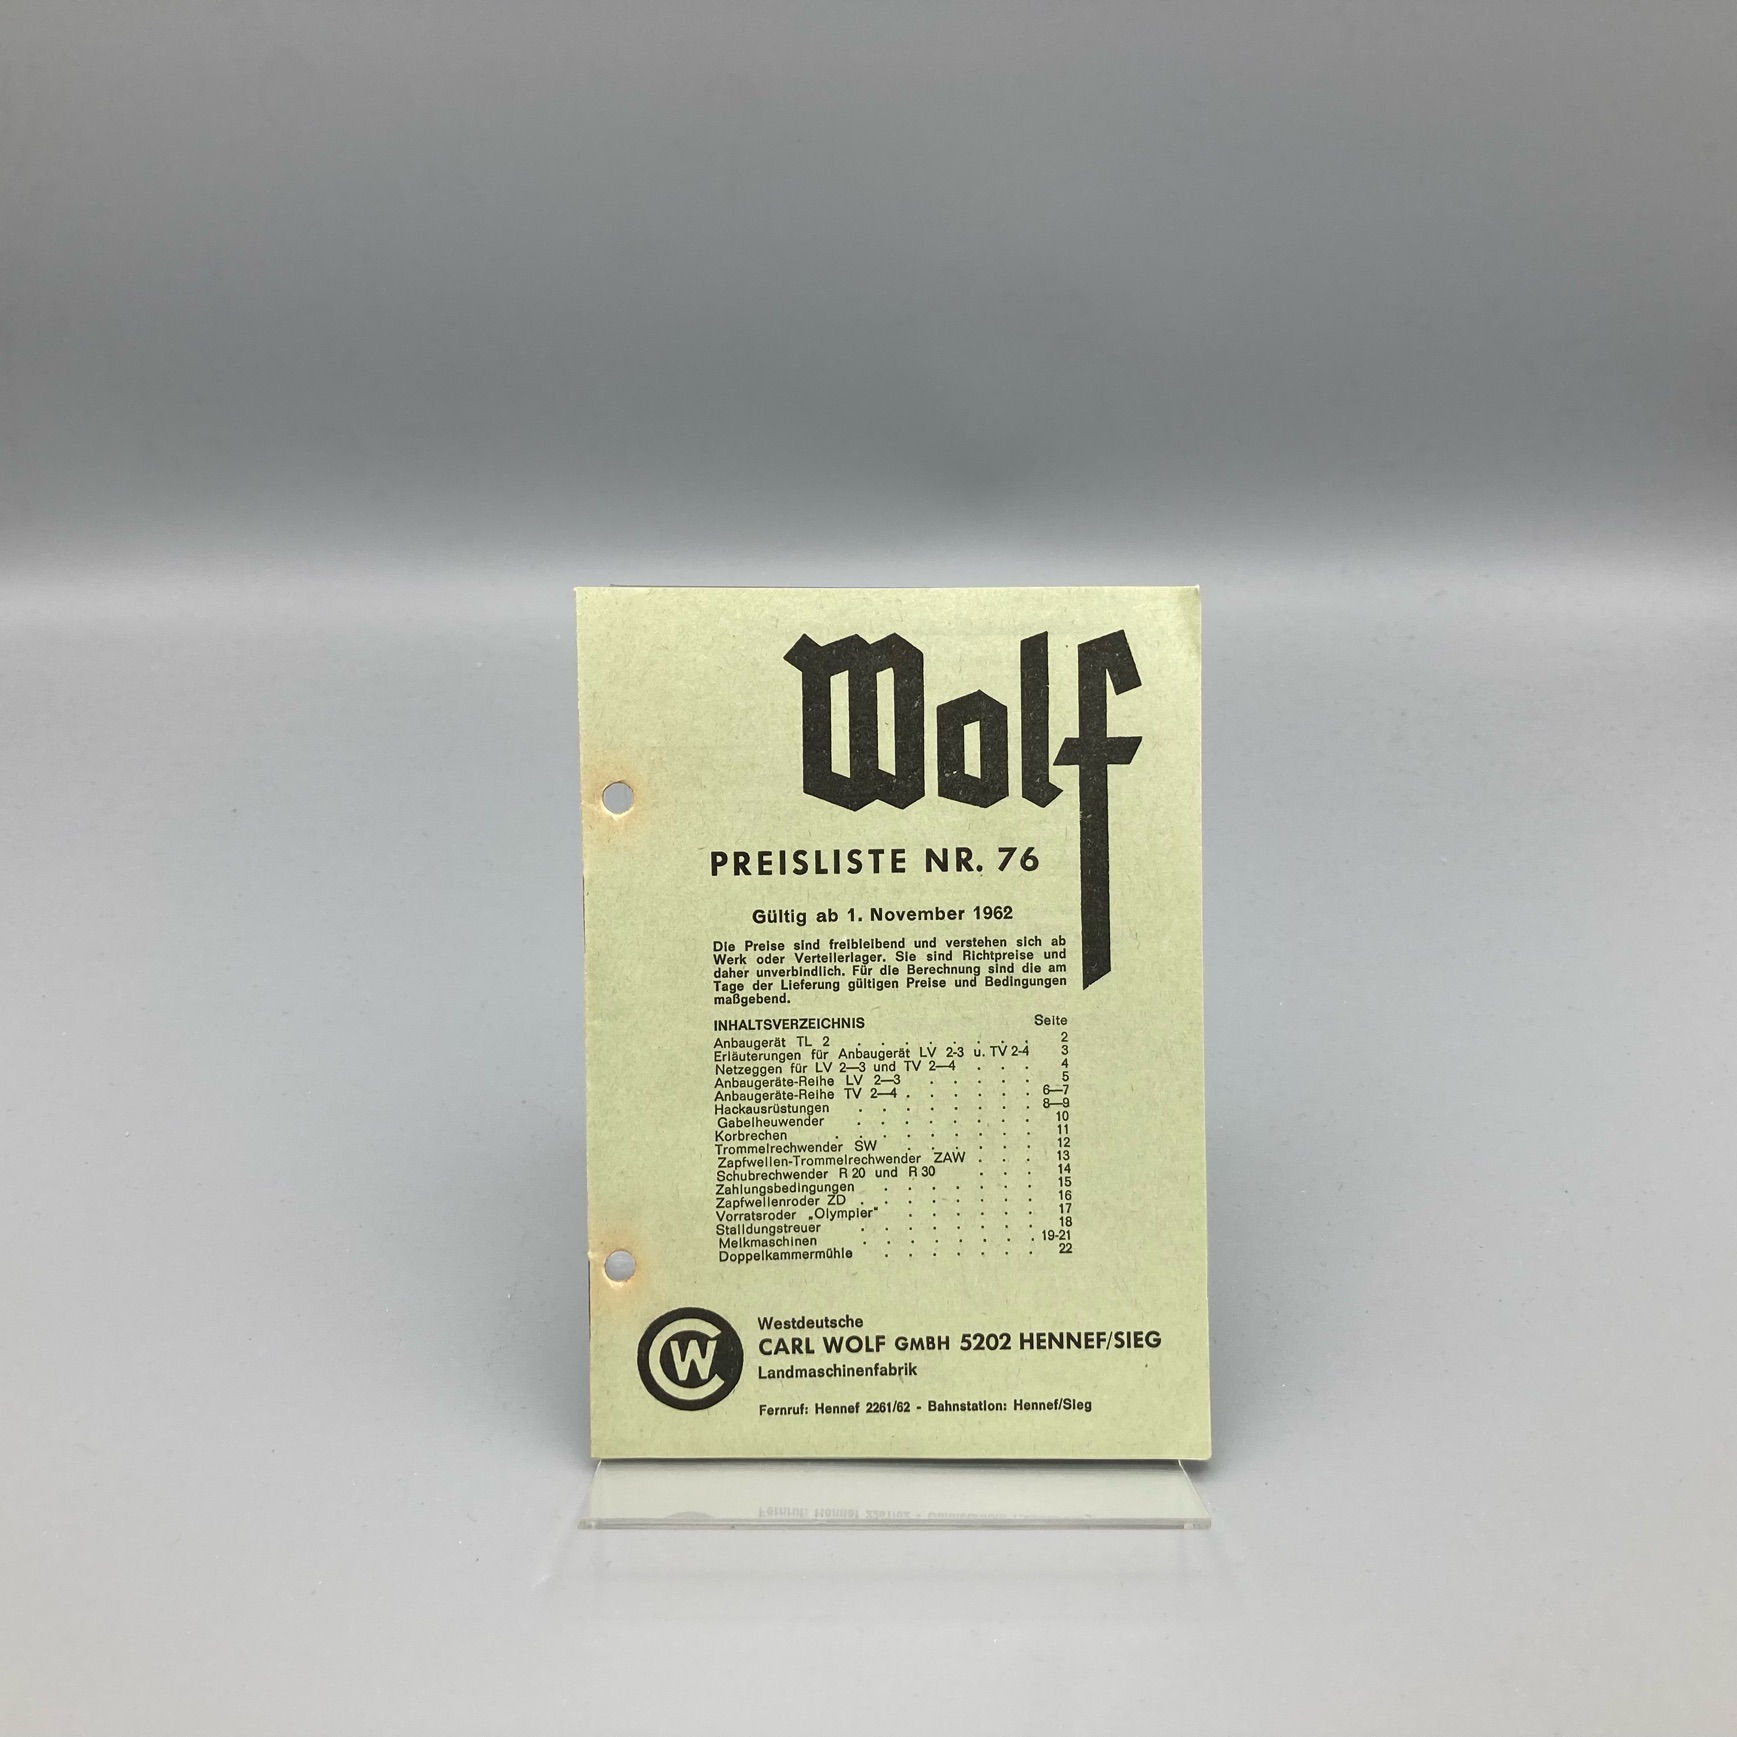 Wolf
PREISLISTE NR. 76
Gültig ab 1. November 1962
Die Preise sind freibleibend und verstehen sich ab
Werk oder Verteilerlager. Sie sind Richtpreise und
daher unverbindlich. Für die Berechnung sind die am
Tage der Lieferung gültigen Preise und Bedingungen
maßgebend.
INHALTSVERZEICHNIS Seite
Anbaugerät TL 2 . . . . . . . . 2
Erläuterungen für Anbaugerät LV 2-3 u. TV 2-4 3
Netzeggen für LV 2—3 und TV 2—4 . . . 4
Anbaugeräte-Reihe LV 2—3 . . . . . 5
Anbaugeräte-Reihe TV 2—4 . . . . . . 6—7
Hackausrüstungen . . . . . . . . 8—9
Gabelheuwender . . . . . . . . 10
Korbrechen . . . . . . . . . 11
Trommelrechwender SW . . . . . . 12
Zapfwellen-Trommelrechwender ZAW . . . 13
Schubrechwender R 20 und R 30 . . . 14
Zahlungsbedingungen . . . . . . . 15
Zapfwellenroder ZD . . . . . . . . 16
Vorratsroder „Olympier“ . . . . . . 17
Stalldungstreuer . . . . . . . . 18
Melkmaschinen . . . . . . . . 19-21
Doppelkammermühle . . . . . . . 22
CW
Westdeutsche
CARL WOLF GMBH 5202 HENNEF/SIEG
Landmaschinenfabrik
Fernruf: Hennef 2261/62 - Bahnstation: Hennef/Sieg